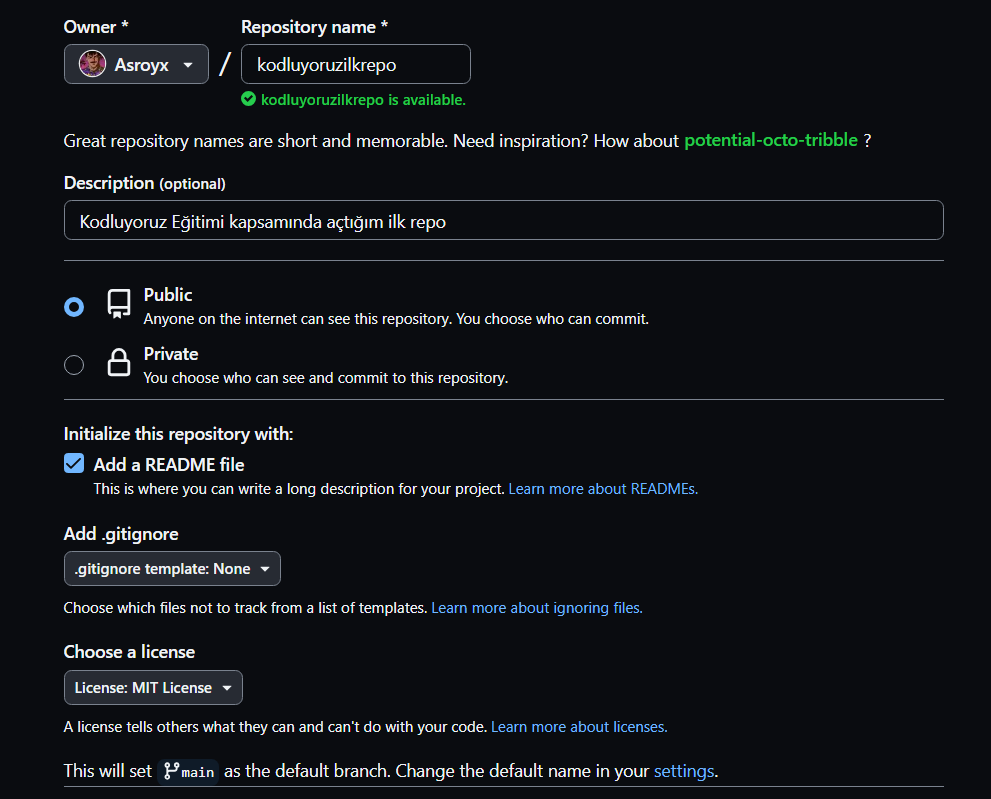 Owner * Repository name *
Asroyx / kodluyoruzilkrepo
kodluyoruzilkrepo is available.
Great repository names are short and memorable. Need inspiration? How about potential-octo-tribble ?
Description (optional)
Kodluyoruz Eğitimi kapsamında açtığım ilk repo
Public
Anyone on the internet can see this repository. You choose who can commit.
Private
You choose who can see and commit to this repository.
Initialize this repository with:
Add a README file
This is where you can write a long description for your project. Learn more about READMEs.
Add .gitignore
.gitignore template: None
Choose which files not to track from a list of templates. Learn more about ignoring files.
Choose a license
License: MIT License
A license tells others what they can and can't do with your code. Learn more about licenses.
This will set main as the default branch. Change the default name in your settings.